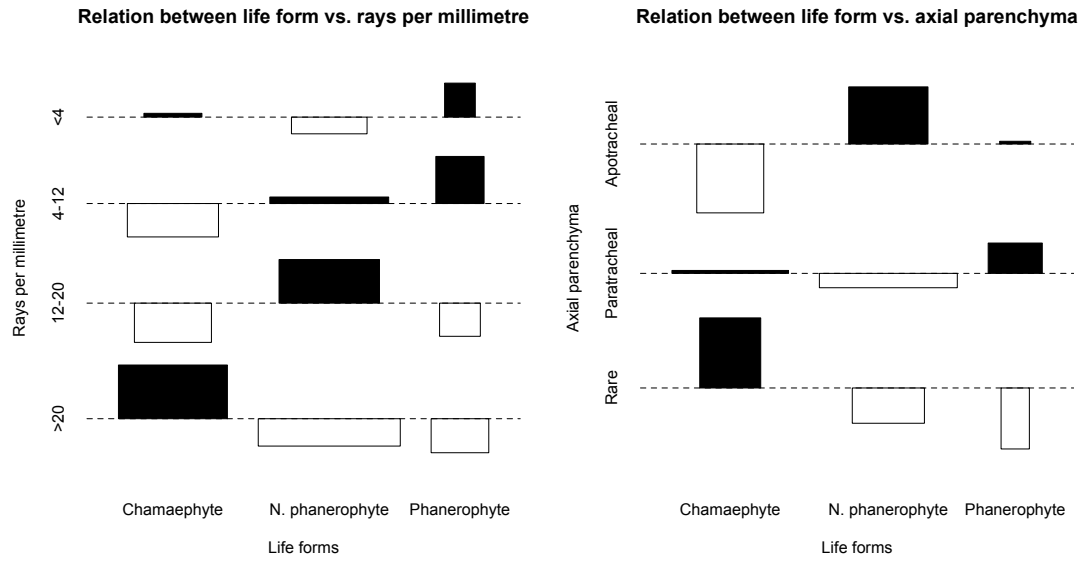 Relation between life form vs. rays per millimetre
Rays per millimetre
<4
4-12
12-20
>20
Chamaephyte N. phanerophyte Phanerophyte
Life forms
Relation between life form vs. axial parenchyma
Axial parenchyma
Apotracheal
Paratracheal
Rare
Chamaephyte N. phanerophyte Phanerophyte
Life forms